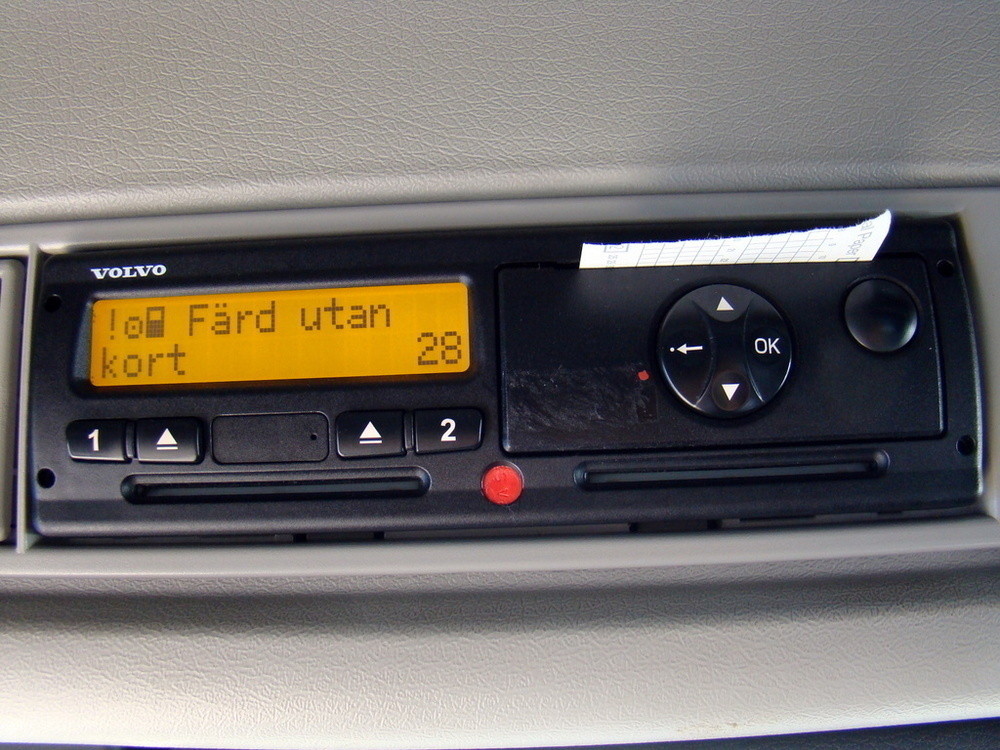 VOLVO
! Färd utan
kort 28
1
2
OK